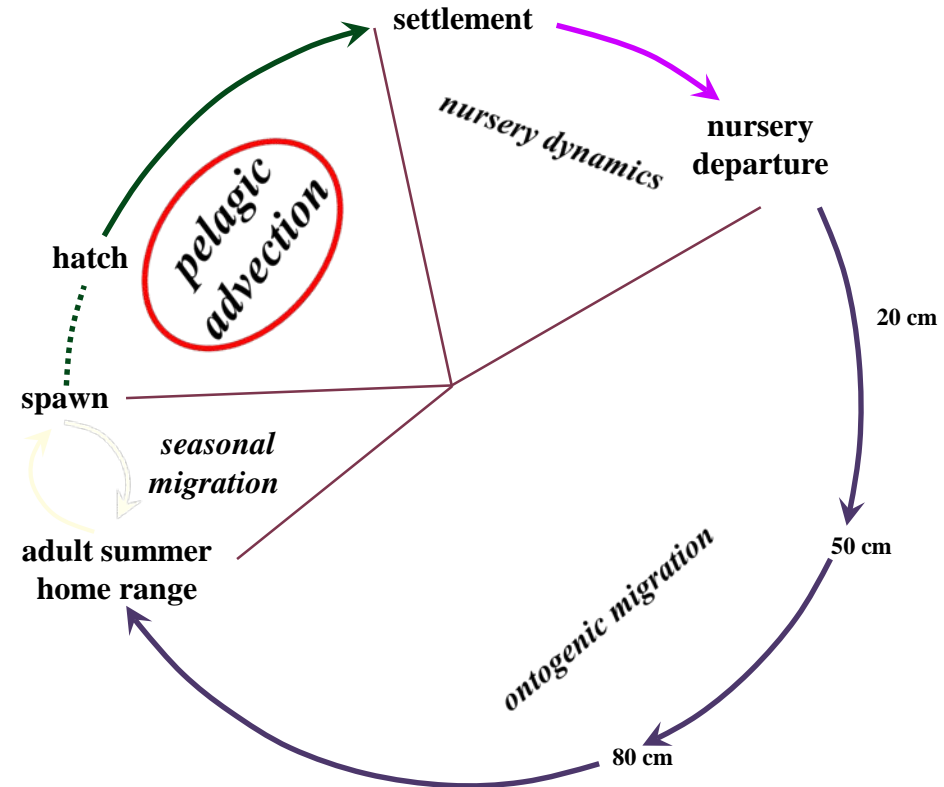 settlement
nursery dynamics
nursery
departure
pelagic
advection
hatch
20 cm
spawn
seasonal
migration
adult summer
home range
50 cm
ontogenic migration
80 cm